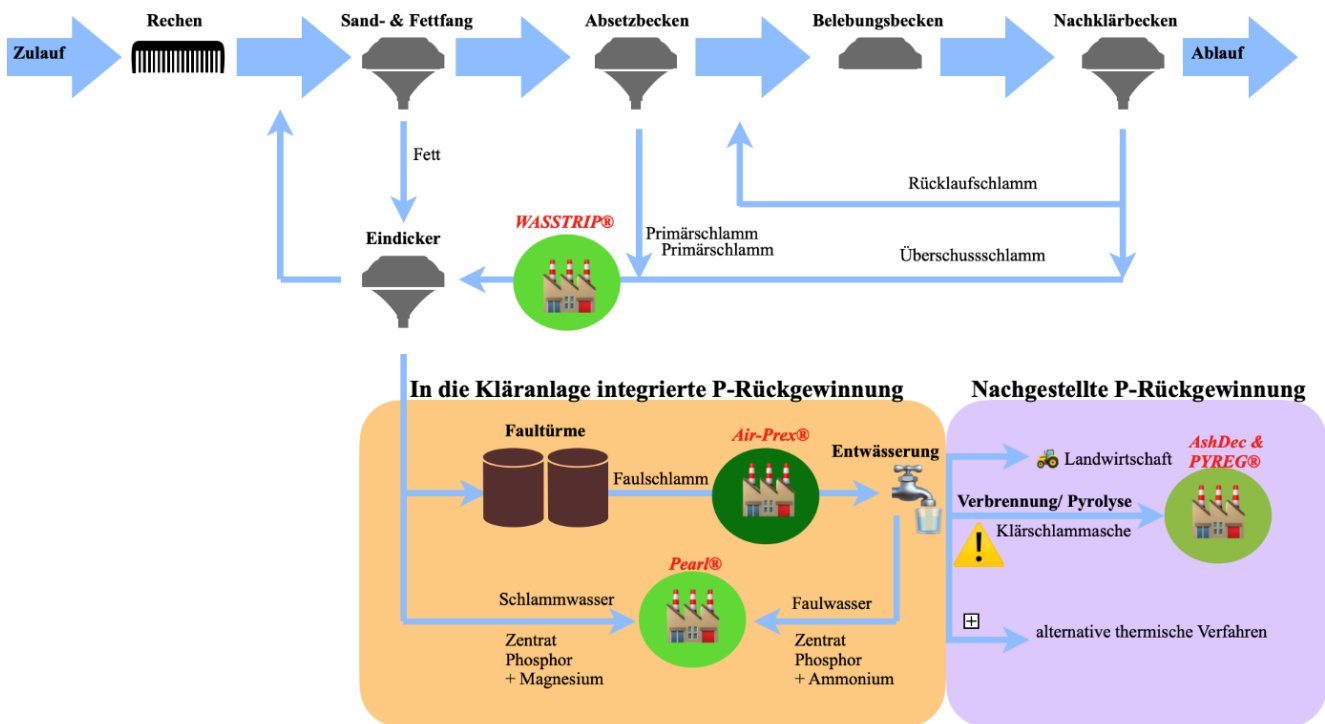 Rechen
Sand- & Fettfang
Absetzbecken
Belebungsbecken
Nachklärbecken
Zulauf
Ablauf
Fett
Rücklaufschlamm
WASSTRIP®
Primärschlamm
Primärschlamm
Eindicker
Überschussschlamm
In die Kläranlage integrierte P-Rückgewinnung
Nachgestellte P-Rückgewinnung
Faultürme
Air-Prex®
Entwässerung
AshDec &
PYREG®
Landwirtschaft
Faulschlamm
Verbrennung/ Pyrolyse
Klärschlammasche
Pearl®
Schlammwasser
Faulwasser
alternative thermische Verfahren
Zentrat
Phosphor
+ Magnesium
Zentrat
Phosphor
+ Ammonium